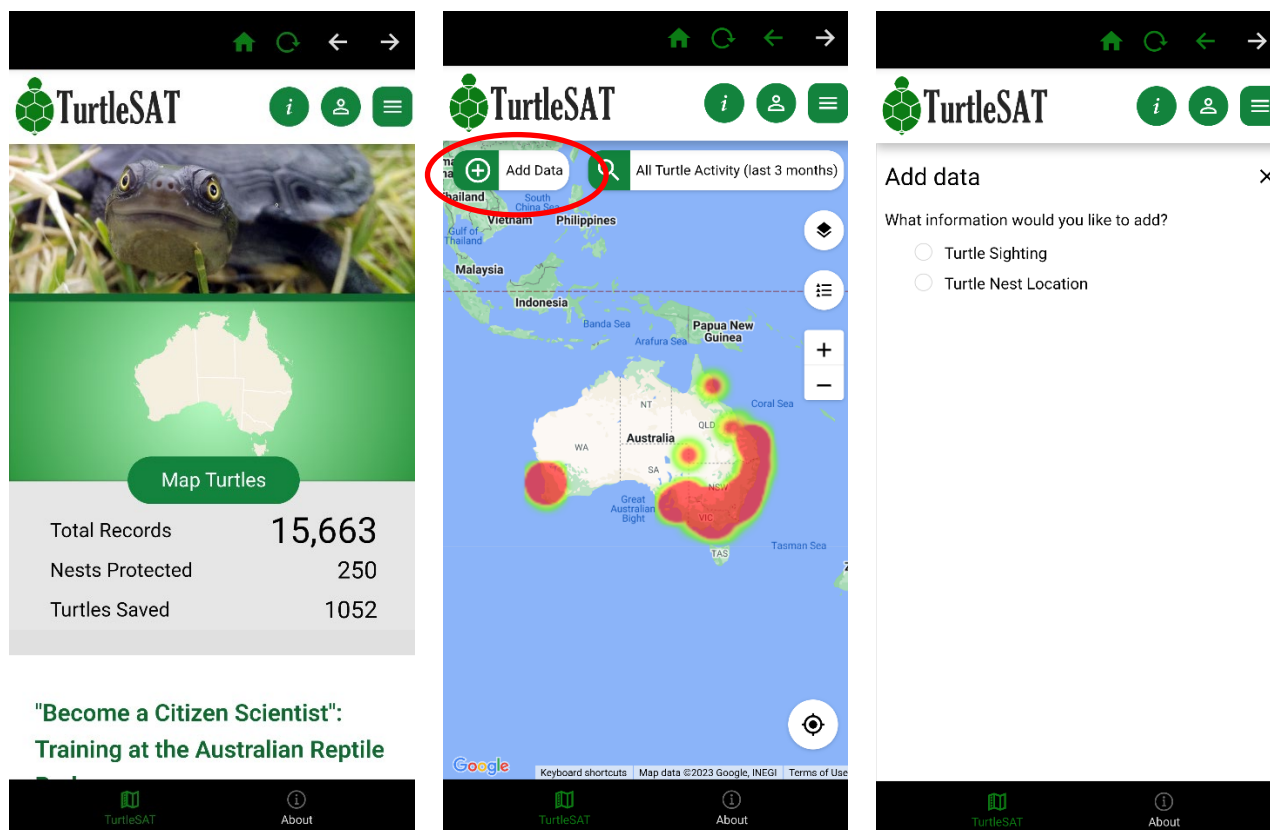 TurtleSAT
i
Map Turtles
Total Records 15,663
Nests Protected 250
Turtles Saved 1052
"Become a Citizen Scientist":
Training at the Australian Reptile
TurtleSAT About
TurtleSAT
i
Add Data
All Turtle Activity (last 3 months)
Thailand
South
China Sea
Vietnam
Philippines
Gulf of
Thailand
Malaysia
Indonesia
Banda Sea
Papua New
Guinea
Arafura Sea
NT
Coral Sea
QLD
WA
Australia
SA
NSW
Great
Australian
Bight
VIC
TAS
Tasman Sea
Google
Keyboard shortcuts Map data ©2023 Google, INEGI Terms of Use
TurtleSAT About
TurtleSAT
i
Add data
What information would you like to add?
Turtle Sighting
Turtle Nest Location
TurtleSAT About